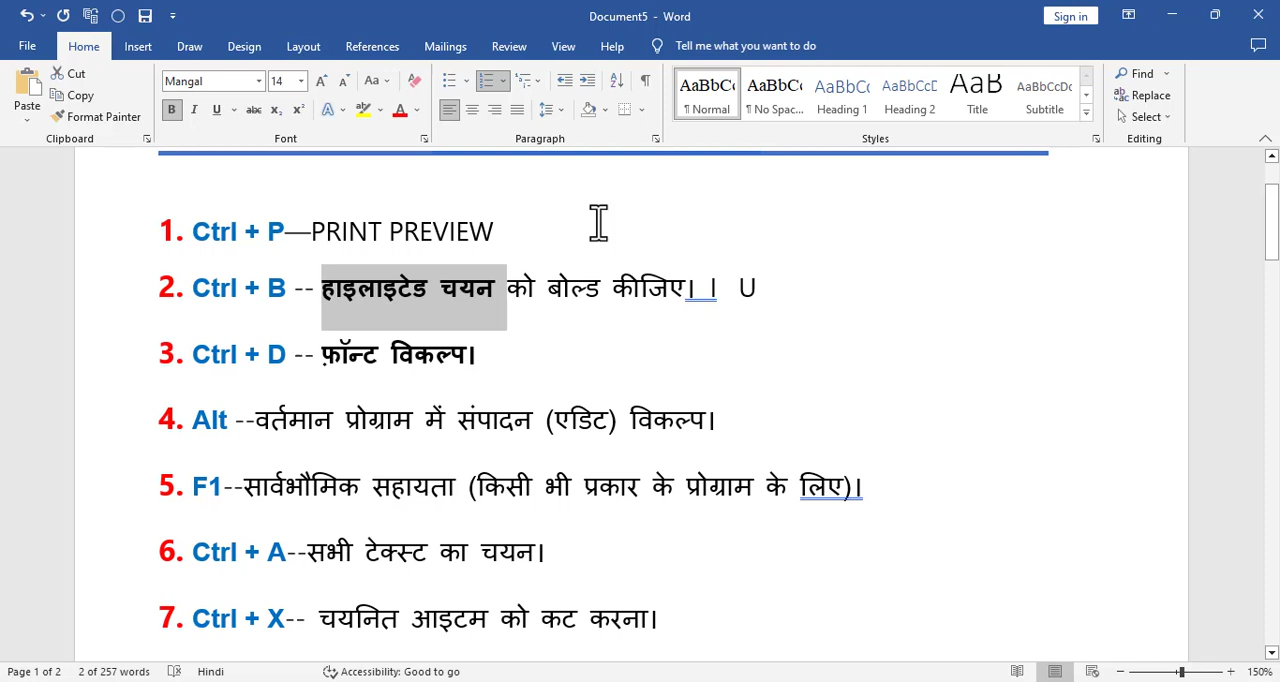 Document5 - Word
Sign in
File Home Insert Draw Design Layout References Mailings Review View Help Tell me what you want to do
Paste
Cut
Copy
Format Painter
Clipboard
Mangal 14
Font
Paragraph
AaBbC AaBbC AaBbC AaBbC AaB AaBbCcD
¶ Normal ¶ No Spac... Heading 1 Heading 2 Title Subtitle
Styles
Find
Replace
Select
Editing
1. Ctrl + P—PRINT PREVIEW
2. Ctrl + B -- हाइलाइटेड चयन को बोल्ड कीजिए। I U
3. Ctrl + D -- फ़ॉन्ट विकल्प।
4. Alt --वर्तमान प्रोग्राम में संपादन (एडिट) विकल्प।
5. F1--सार्वभौमिक सहायता (किसी भी प्रकार के प्रोग्राम के लिए)।
6. Ctrl + A--सभी टेक्स्ट का चयन।
7. Ctrl + X-- चयनित आइटम को कट करना।
Page 1 of 2 2 of 257 words Hindi Accessibility: Good to go 150%